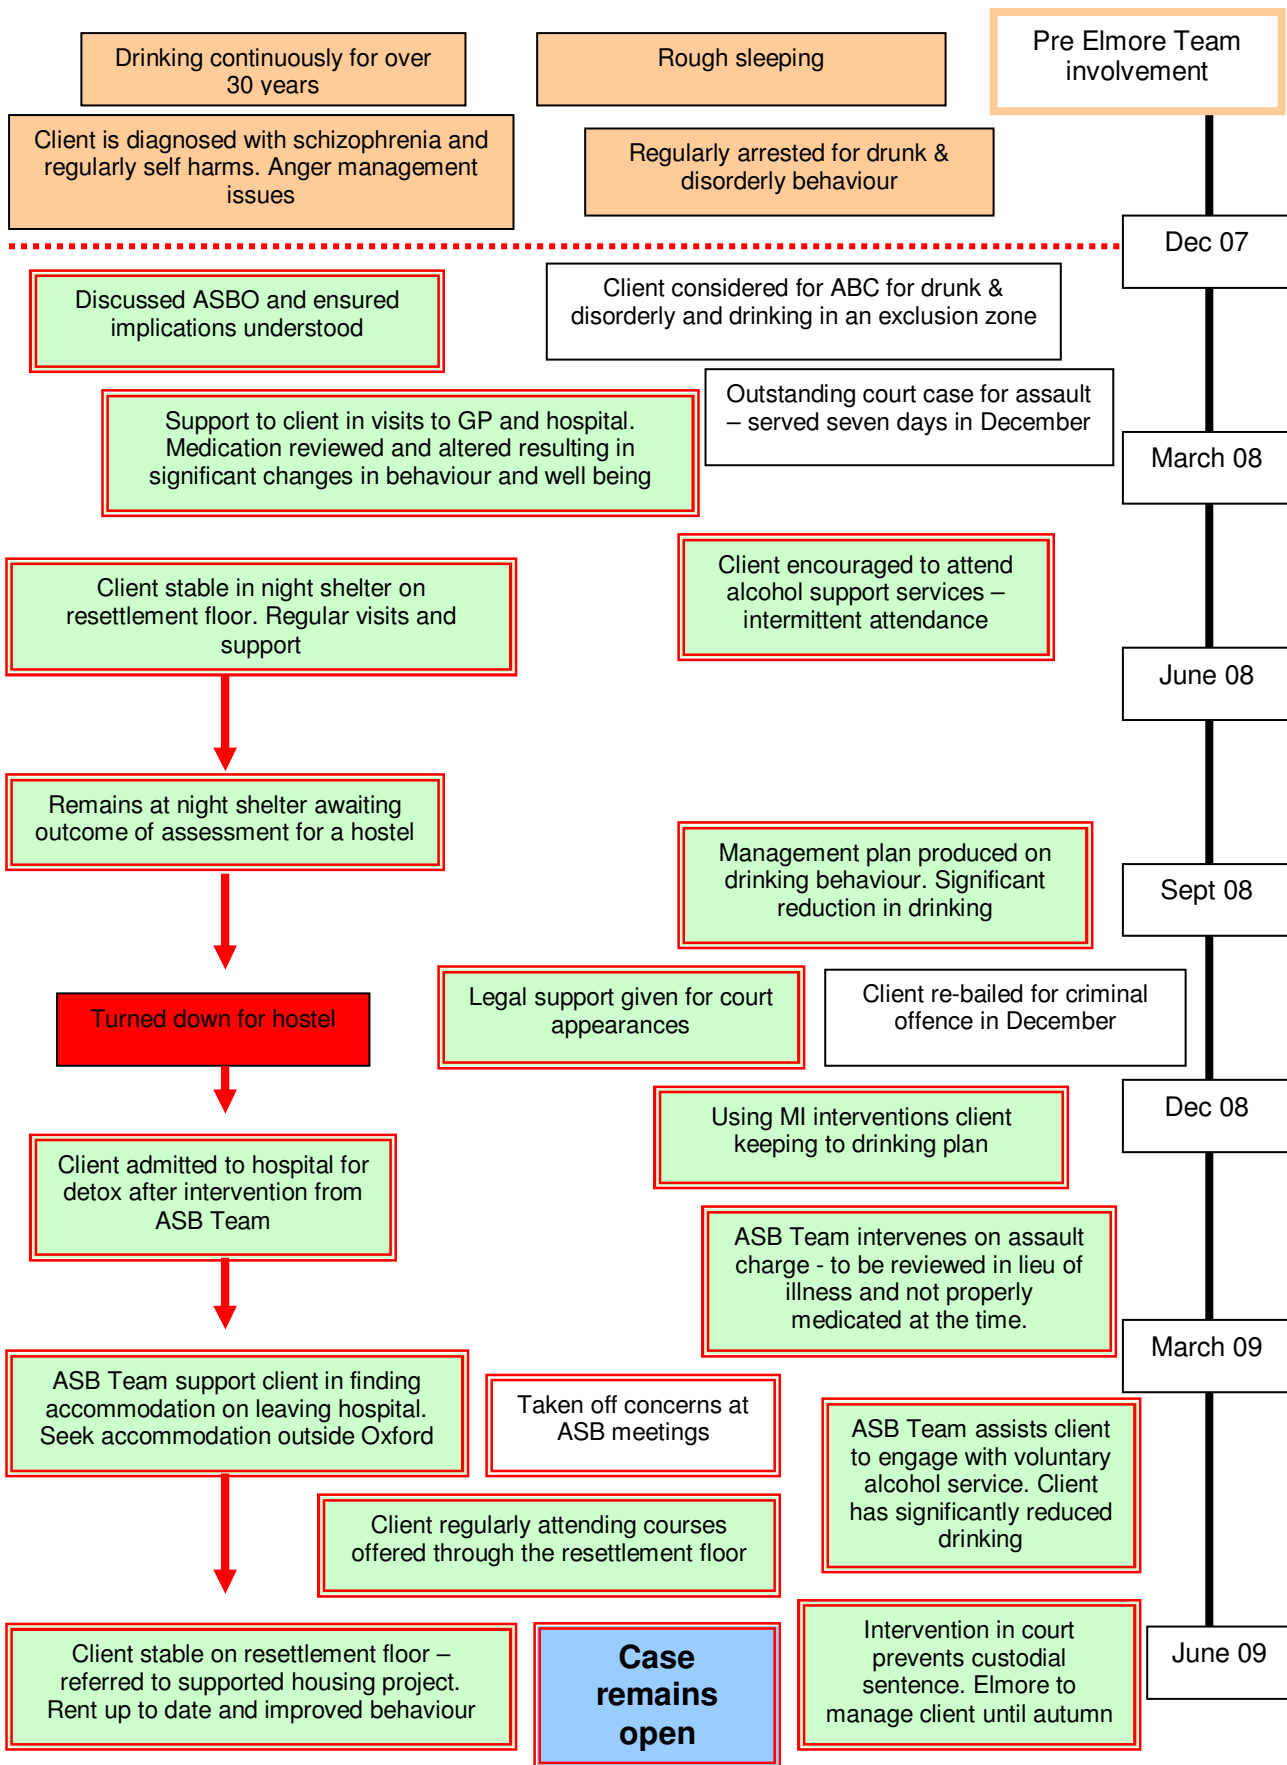 Drinking continuously for over
30 years
Rough sleeping
Pre Elmore Team
involvement
Client is diagnosed with schizophrenia and
regularly self harms. Anger management
issues
Regularly arrested for drunk &
disorderly behaviour
Dec 07
Discussed ASBO and ensured
implications understood
Client considered for ABC for drunk &
disorderly and drinking in an exclusion zone
Outstanding court case for assault
– served seven days in December
Support to client in visits to GP and hospital.
Medication reviewed and altered resulting in
significant changes in behaviour and well being
March 08
Client stable in night shelter on
resettlement floor. Regular visits and
support
Client encouraged to attend
alcohol support services –
intermittent attendance
June 08
Remains at night shelter awaiting
outcome of assessment for a hostel
Management plan produced on
drinking behaviour. Significant
reduction in drinking
Sept 08
Turned down for hostel
Legal support given for court
appearances
Client re-bailed for criminal
offence in December
Dec 08
Using MI interventions client
keeping to drinking plan
Client admitted to hospital for
detox after intervention from
ASB Team
ASB Team intervenes on assault
charge - to be reviewed in lieu of
illness and not properly
medicated at the time.
March 09
ASB Team support client in finding
accommodation on leaving hospital.
Seek accommodation outside Oxford
Taken off concerns at
ASB meetings
ASB Team assists client
to engage with voluntary
alcohol service. Client
has significantly reduced
drinking
Client regularly attending courses
offered through the resettlement floor
Client stable on resettlement floor –
referred to supported housing project.
Rent up to date and improved behaviour
Case
remains
open
Intervention in court
prevents custodial
sentence. Elmore to
manage client until autumn
June 09